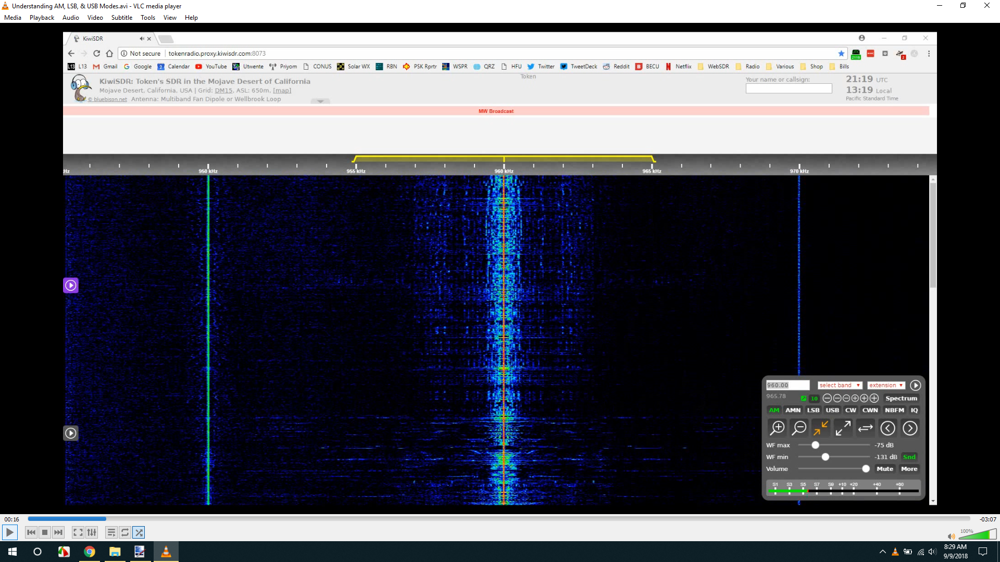 Understanding AM, LSB, & USB Modes.avi - VLC media player
Media Playback Audio Video Subtitle Tools View Help
KiwiSDR
Not secure | tokenradio.proxy.kiwisdr.com:8073
UTC
2119
2
L13 L13 Gmail Google 2 Calendar YouTube Utwente Priyom CONUS Solar WX RBN PSK Rprtr WSPR QRZ HFU Twitter TweetDeck Reddit B BECU Netflix WebSDR Radio Various Shop Bills
KiwiSDR: Token's SDR in the Mojave Desert of California
Mojave Desert, California, USA | Grid: DM15, ASL: 650m, [map]
© bluebison.net Antenna: Multiband Fan Dipole or Wellbrook Loop
Token
Your name or callsign:
21:19 UTC
13:19 Local
Pacific Standard Time
MW Broadcast
Hz 950 kHz 955 kHz 960 kHz 965 kHz 970 kHz
960.00 select band extension
965.78 10 Spectrum
AM AMN LSB USB CW CWN NBFM IQ
WF max -75 dB
WF min -131 dB Snd
Volume Mute More
S1 S3 S5 S7 S9 +10 +20 +40 +60
00:16 -03:07
100%
8:29 AM
9/9/2018